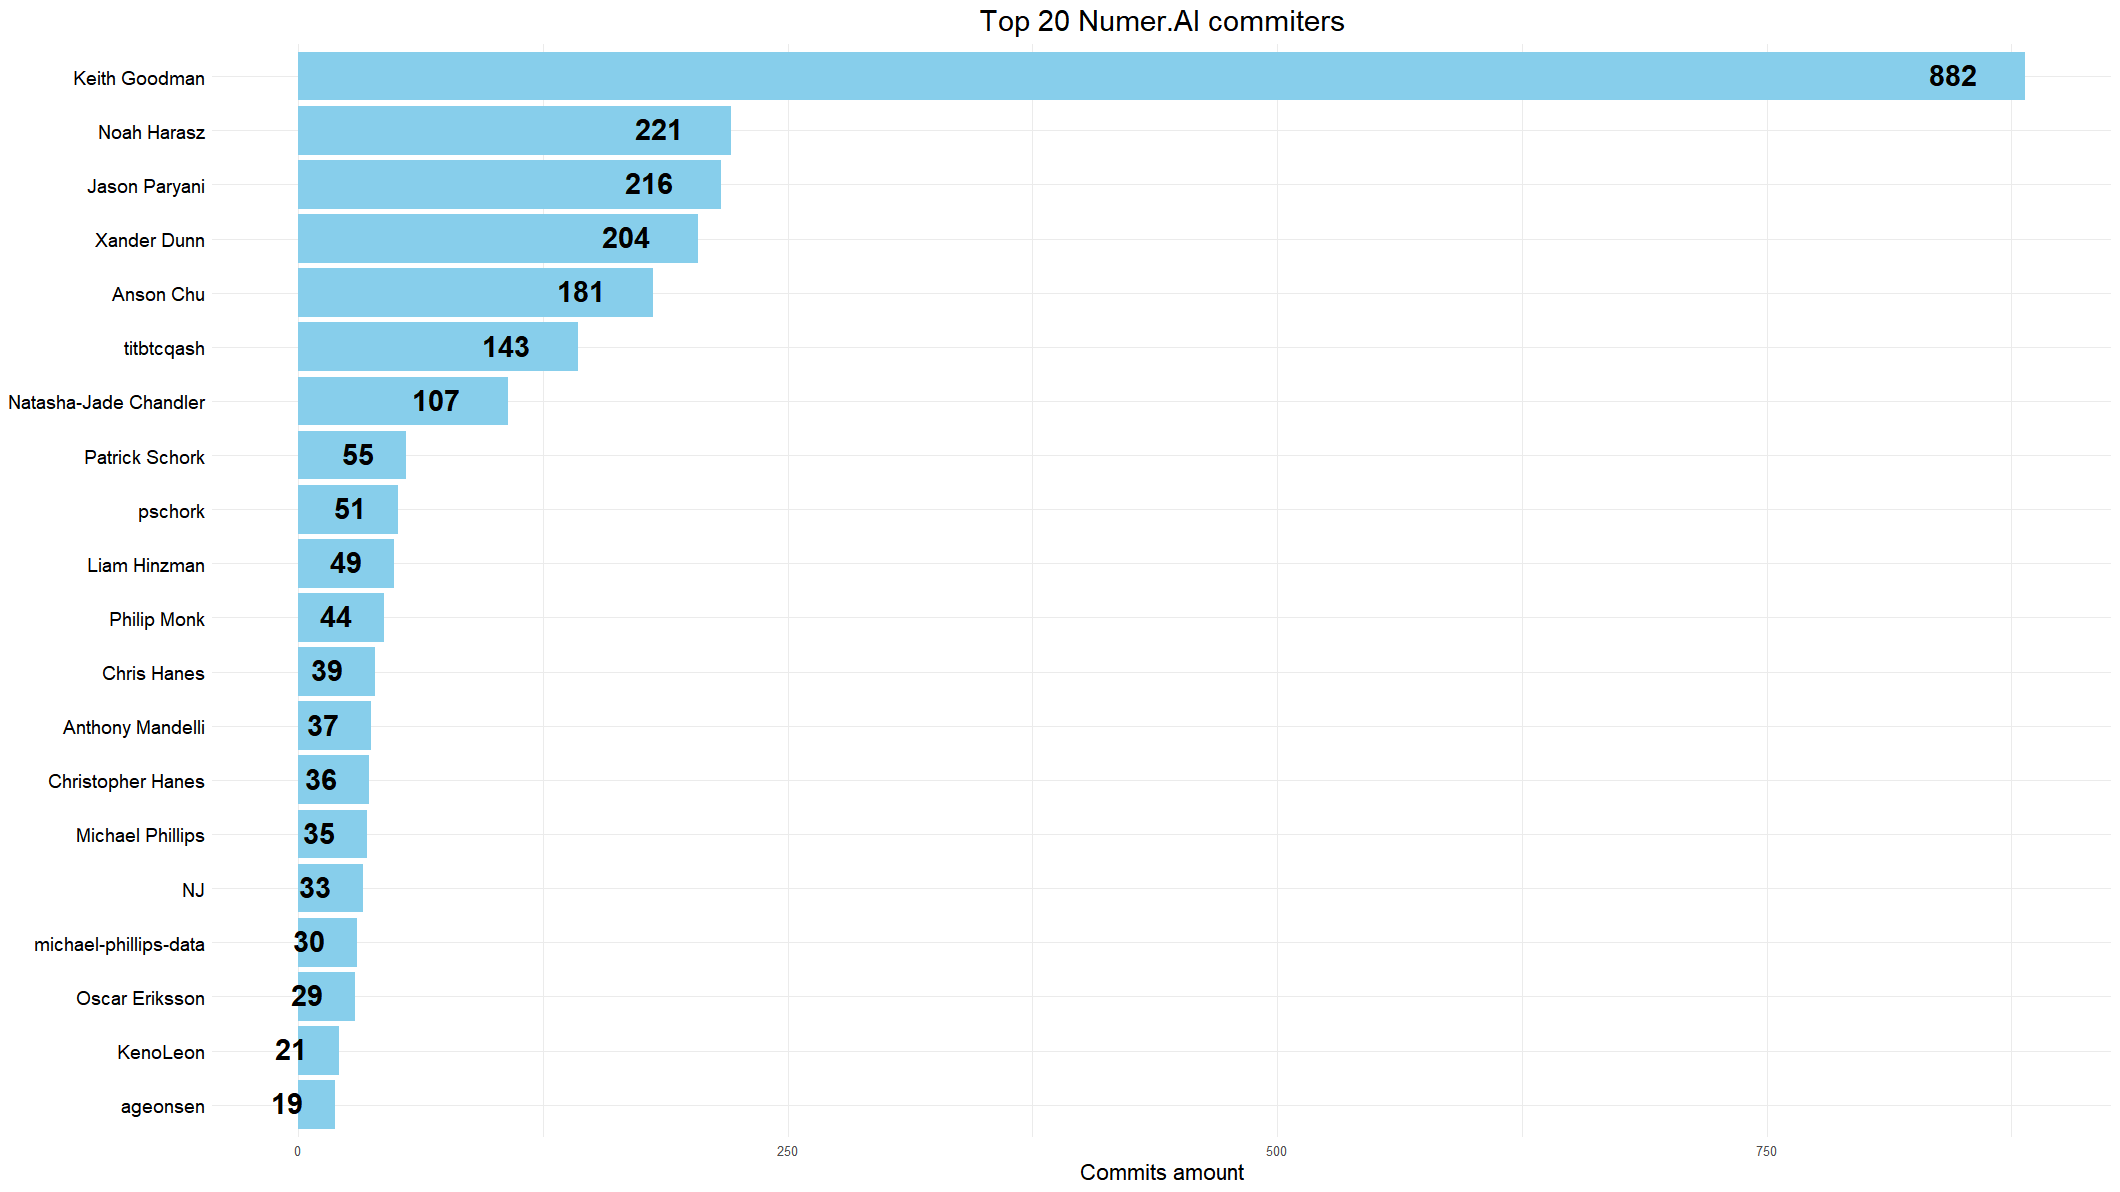 Top 20 Numer.AI commiters
Keith Goodman 882
Noah Harasz 221
Jason Paryani 216
Xander Dunn 204
Anson Chu 181
titbtcqash 143
Natasha-Jade Chandler 107
Patrick Schork 55
pschork 51
Liam Hinzman 49
Philip Monk 44
Chris Hanes 39
Anthony Mandelli 37
Christopher Hanes 36
Michael Phillips 35
NJ 33
michael-phillips-data 30
Oscar Eriksson 29
KenoLeon 21
ageonsen 19
0 250 500 750
Commits amount